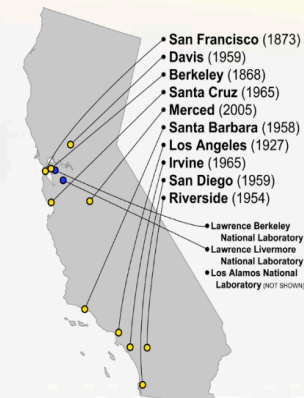 • San Francisco (1873)
• Davis (1959)
• Berkeley (1868)
• Santa Cruz (1965)
• Merced (2005)
• Santa Barbara (1958)
• Los Angeles (1927)
• Irvine (1965)
• San Diego (1959)
• Riverside (1954)
• Lawrence Berkeley
National Laboratory
• Lawrence Livermore
National Laboratory
• Los Alamos National
Laboratory (NOT SHOWN)